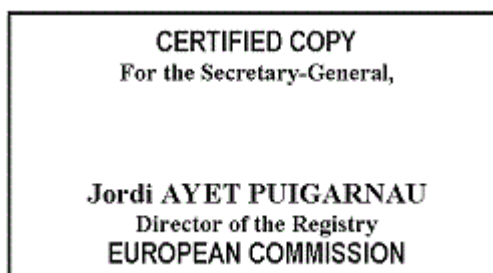 CERTIFIED COPY
For the Secretary-General,
Jordi AYET PUIGARNAU
Director of the Registry
EUROPEAN COMMISSION